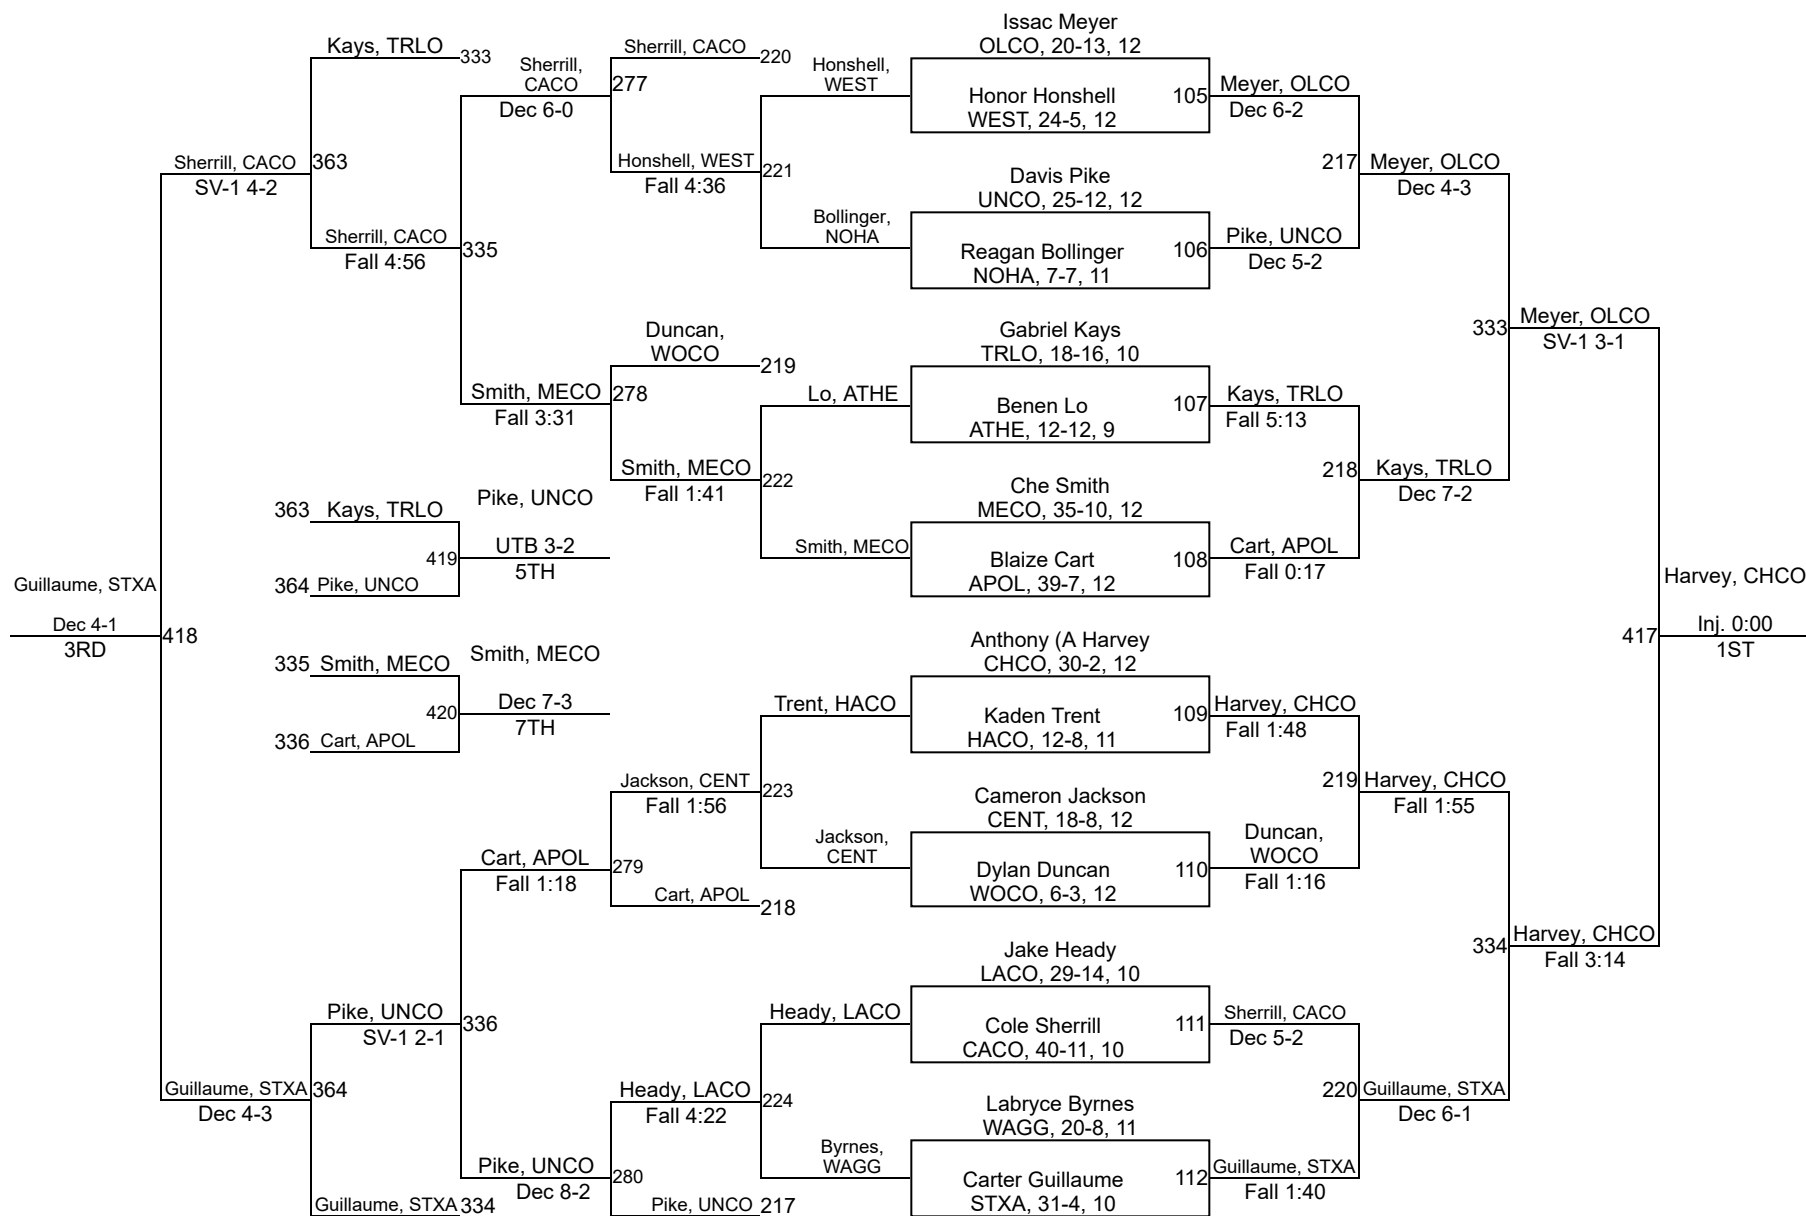 Issac Meyer
OLCO, 20-13, 12
Honor Honshell
WEST, 24-5, 12
105
Davis Pike
UNCO, 25-12, 12
Reagan Bollinger
NOHA, 7-7, 11
106
Gabriel Kays
TRLO, 18-16, 10
Benen Lo
ATHE, 12-12, 9
107
Che Smith
MECO, 35-10, 12
Blaize Cart
APOL, 39-7, 12
108
Anthony (A Harvey
CHCO, 30-2, 12
Kaden Trent
HACO, 12-8, 11
109
Cameron Jackson
CENT, 18-8, 12
Dylan Duncan
WOCO, 6-3, 12
110
Jake Heady
LACO, 29-14, 10
Cole Sherrill
CACO, 40-11, 10
111
Labryce Byrnes
WAGG, 20-8, 11
Carter Guillaume
STXA, 31-4, 10
112
Meyer, OLCO
Dec 6-2
Pike, UNCO
Dec 5-2
Kays, TRLO
Fall 5:13
Cart, APOL
Fall 0:17
Harvey, CHCO
Fall 1:48
Duncan,
WOCO
Fall 1:16
Sherrill, CACO
Dec 5-2
Guillaume, STXA
Fall 1:40
217
Meyer, OLCO
Dec 4-3
218
Kays, TRLO
Dec 7-2
219
Harvey, CHCO
Fall 1:55
220
Guillaume, STXA
Dec 6-1
333
Meyer, OLCO
SV-1 3-1
334
Harvey, CHCO
Fall 3:14
Harvey, CHCO
417
Inj. 0:00
1ST
Honshell,
WEST
Bollinger,
NOHA
Lo, ATHE
Smith, MECO
Trent, HACO
Jackson,
CENT
Heady, LACO
Byrnes,
WAGG
Sherrill, CACO
220
Honshell, WEST
221
Fall 4:36
Duncan,
WOCO
219
Smith, MECO
222
Fall 1:41
Jackson, CENT
223
Fall 1:56
Cart, APOL
218
Heady, LACO
224
Fall 4:22
Pike, UNCO
217
Sherrill,
CACO
277
Dec 6-0
Smith, MECO
278
Fall 3:31
Cart, APOL
279
Fall 1:18
Pike, UNCO
280
Dec 8-2
Kays, TRLO
333
Sherrill, CACO
335
Fall 4:56
Pike, UNCO
336
SV-1 2-1
Guillaume, STXA
334
Sherrill, CACO
363
SV-1 4-2
Guillaume, STXA
364
Dec 4-3
Guillaume, STXA
Dec 4-1
418
3RD
363
Kays, TRLO
Pike, UNCO
419
UTB 3-2
5TH
364
Pike, UNCO
335
Smith, MECO
Smith, MECO
420
Dec 7-3
7TH
336
Cart, APOL